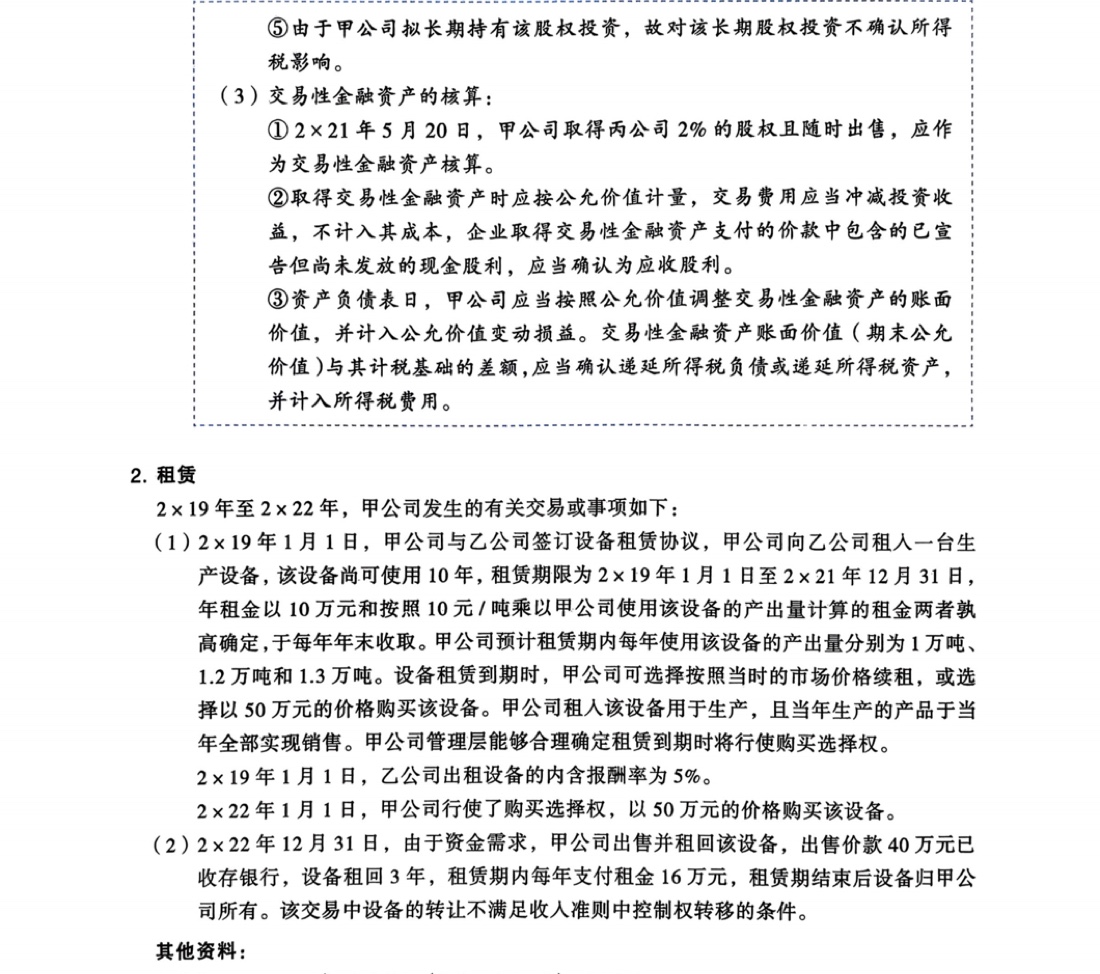 ⑤由于甲公司拟长期持有该股权投资，故对该长期股权投资不确认所得
税影响。
（3）交易性金融资产的核算：
①2×21年5月20日，甲公司取得丙公司2%的股权且随时出售，应作
为交易性金融资产核算。
②取得交易性金融资产时应按公允价值计量，交易费用应当冲减投资收
益，不计入其成本，企业取得交易性金融资产支付的价款中包含的已宣
告但尚未发放的现金股利，应当确认为应收股利。
③资产负债表日，甲公司应当按照公允价值调整交易性金融资产的账面
价值，并计入公允价值变动损益。交易性金融资产账面价值（期末公允
价值）与其计税基础的差额，应当确认递延所得税负债或递延所得税资产，
并计入所得税费用。
2. 租赁
2×19年至2×22年，甲公司发生的有关交易或事项如下：
（1）2×19年1月1日，甲公司与乙公司签订设备租赁协议，甲公司向乙公司租入一台生
产设备，该设备尚可使用10年，租赁期限为2×19年1月1日至2×21年12月31日，
年租金以10万元和按照10元/吨乘以甲公司使用该设备的产出量计算的租金两者孰
高确定，于每年年末收取。甲公司预计租赁期内每年使用该设备的产出量分别为1万吨、
1.2万吨和1.3万吨。设备租赁到期时，甲公司可选择按照当时的市场价格续租，或选
择以50万元的价格购买该设备。甲公司租入该设备用于生产，且当年生产的产品于当
年全部实现销售。甲公司管理层能够合理确定租赁到期时将行使购买选择权。
2×19年1月1日，乙公司出租设备的内含报酬率为5%。
2×22年1月1日，甲公司行使了购买选择权，以50万元的价格购买该设备。
（2）2×22年12月31日，由于资金需求，甲公司出售并租回该设备，出售价款40万元已
收存银行，设备租回3年，租赁期内每年支付租金16万元，租赁期结束后设备归甲公
司所有。该交易中设备的转让不满足收入准则中控制权转移的条件。
其他资料：